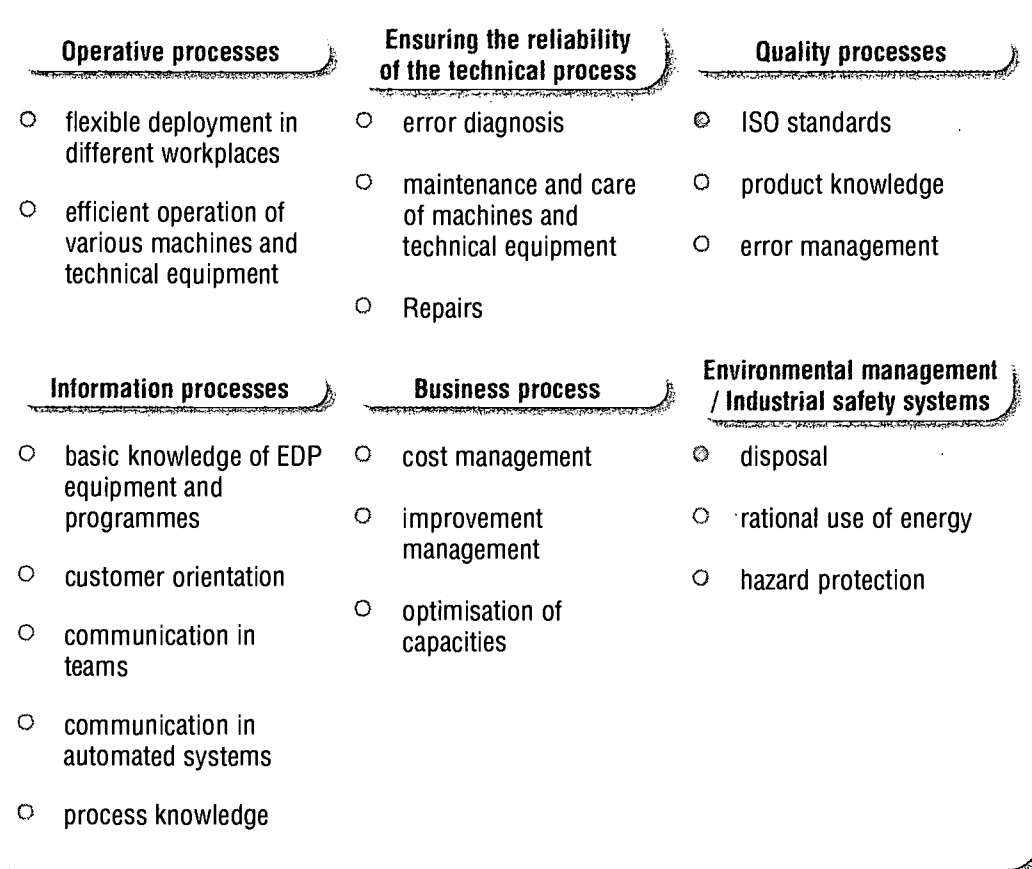 Operative processes
flexible deployment in
different workplaces
efficient operation of
various machines and
technical equipment
Ensuring the reliability
of the technical process
error diagnosis
maintenance and care
of machines and
technical equipment
Repairs
Quality processes
ISO standards
product knowledge
error management
Information processes
basic knowledge of EDP
equipment and
programmes
customer orientation
communication in
teams
communication in
automated systems
process knowledge
Business process
cost management
improvement
management
optimisation of
capacities
Environmental management
/ Industrial safety systems
disposal
rational use of energy
hazard protection